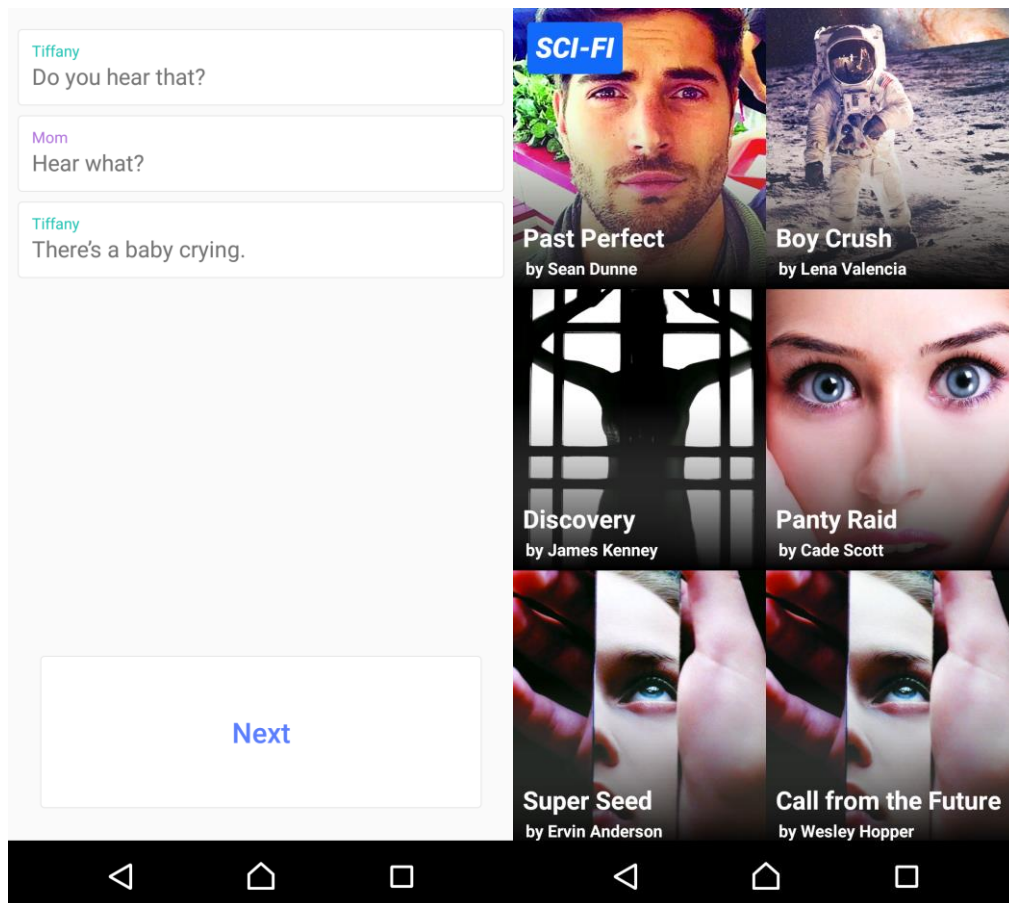 Tiffany
Do you hear that?
Mom
Hear what?
Tiffany
There's a baby crying.
Next
SCI-FI
Past Perfect
by Sean Dunne
Boy Crush
by Lena Valencia
Discovery
by James Kenney
Panty Raid
by Cade Scott
Super Seed
by Ervin Anderson
Call from the Future
by Wesley Hopper